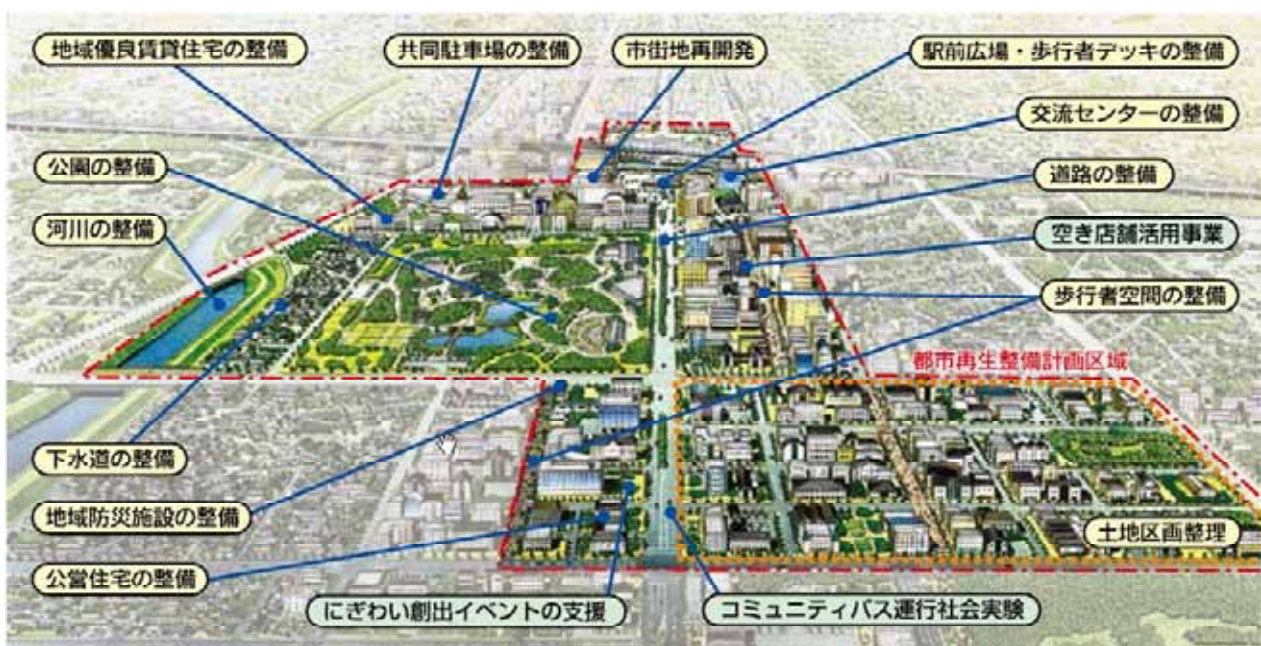 地域優良賃貸住宅の整備
共同駐車場の整備
市街地再開発
駅前広場・歩行者デッキの整備
交流センターの整備
公園の整備
道路の整備
河川の整備
空き店舗活用事業
歩行者空間の整備
都市再生整備計画区域
下水道の整備
地域防災施設の整備
土地区画整理
公営住宅の整備
にぎわい創出イベントの支援
コミュニティバス運行社会実験